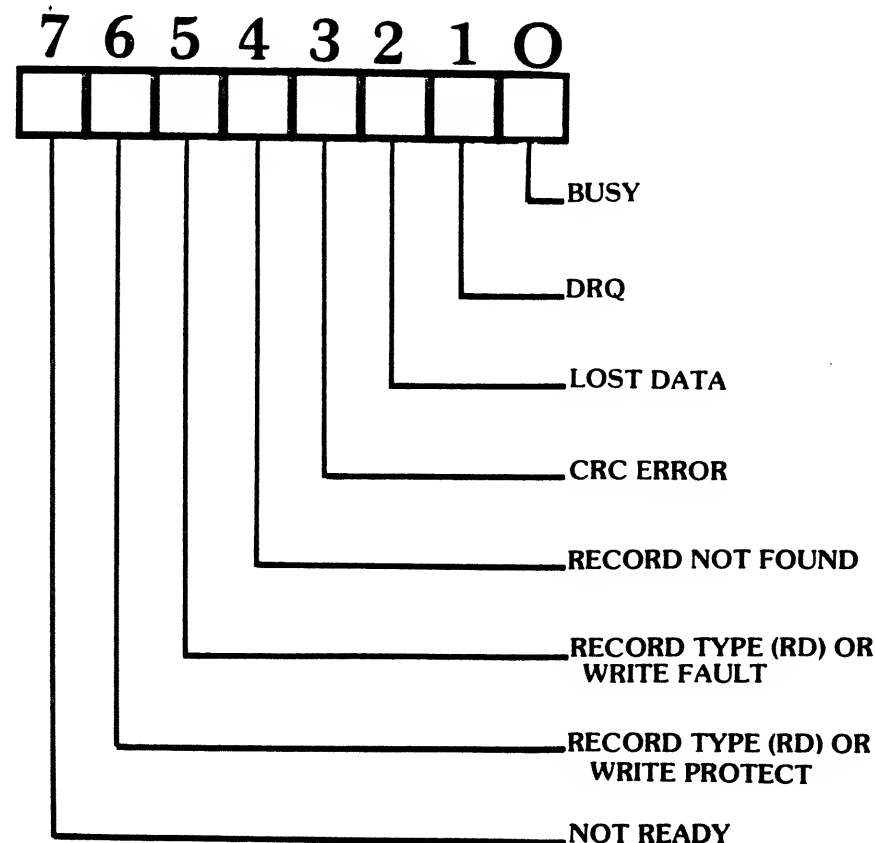 7 6 5 4 3 2 1 0
BUSY
DRQ
LOST DATA
CRC ERROR
RECORD NOT FOUND
RECORD TYPE (RD) OR
WRITE FAULT
RECORD TYPE (RD) OR
WRITE PROTECT
NOT READY